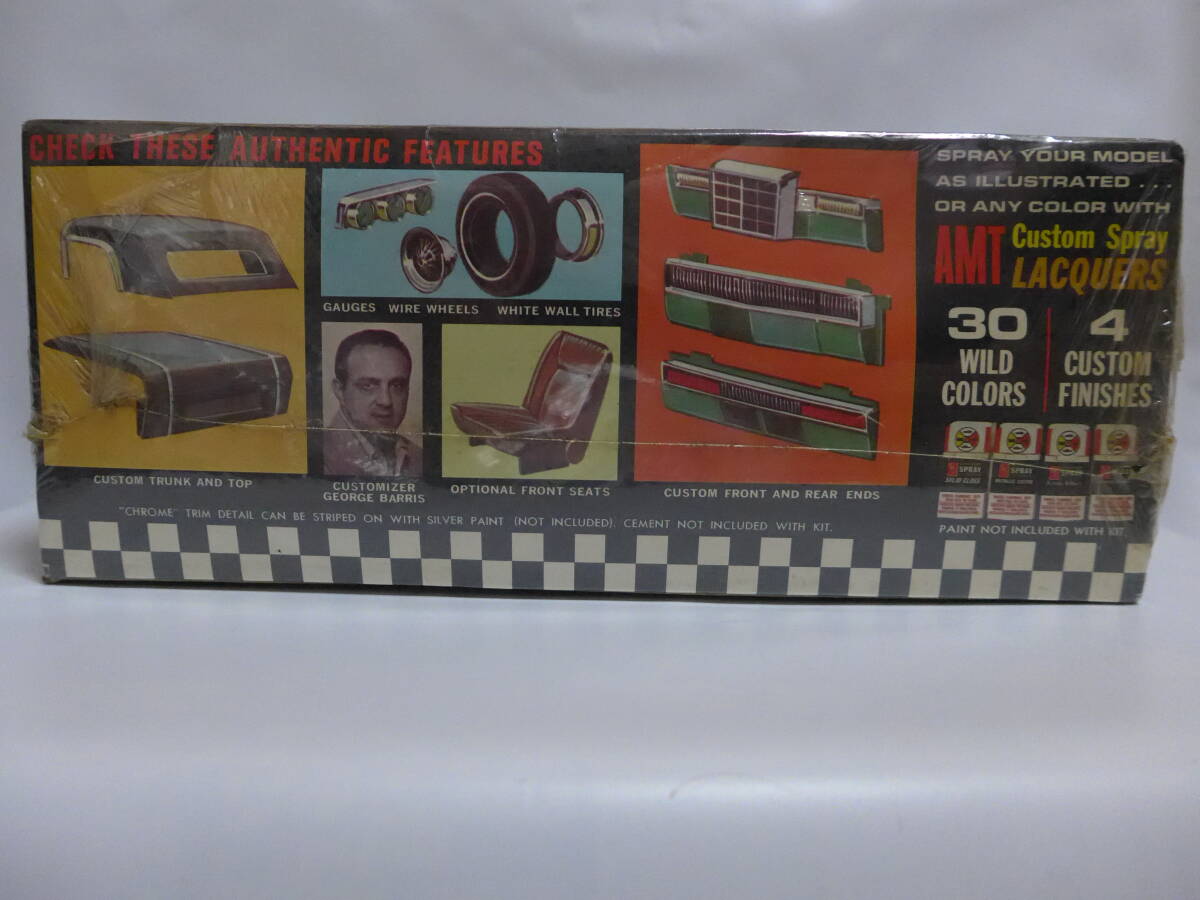 CHECK THESE AUTHENTIC FEATURES
GAUGES WIRE WHEELS WHITE WALL TIRES
CUSTOM TRUNK AND TOP
CUSTOMIZER
GEORGE BARRIS
OPTIONAL FRONT SEATS
CUSTOM FRONT AND REAR ENDS
"CHROME" TRIM DETAIL CAN BE STRIPED ON WITH SILVER PAINT (NOT INCLUDED). CEMENT NOT INCLUDED WITH KIT.
SPRAY YOUR MODEL
AS ILLUSTRATED . . .
OR ANY COLOR WITH
AMT Custom Spray
LACQUERS
30
WILD
COLORS
4
CUSTOM
FINISHES
SPRAY
SPRAY
PAINT NOT INCLUDED WITH KIT.